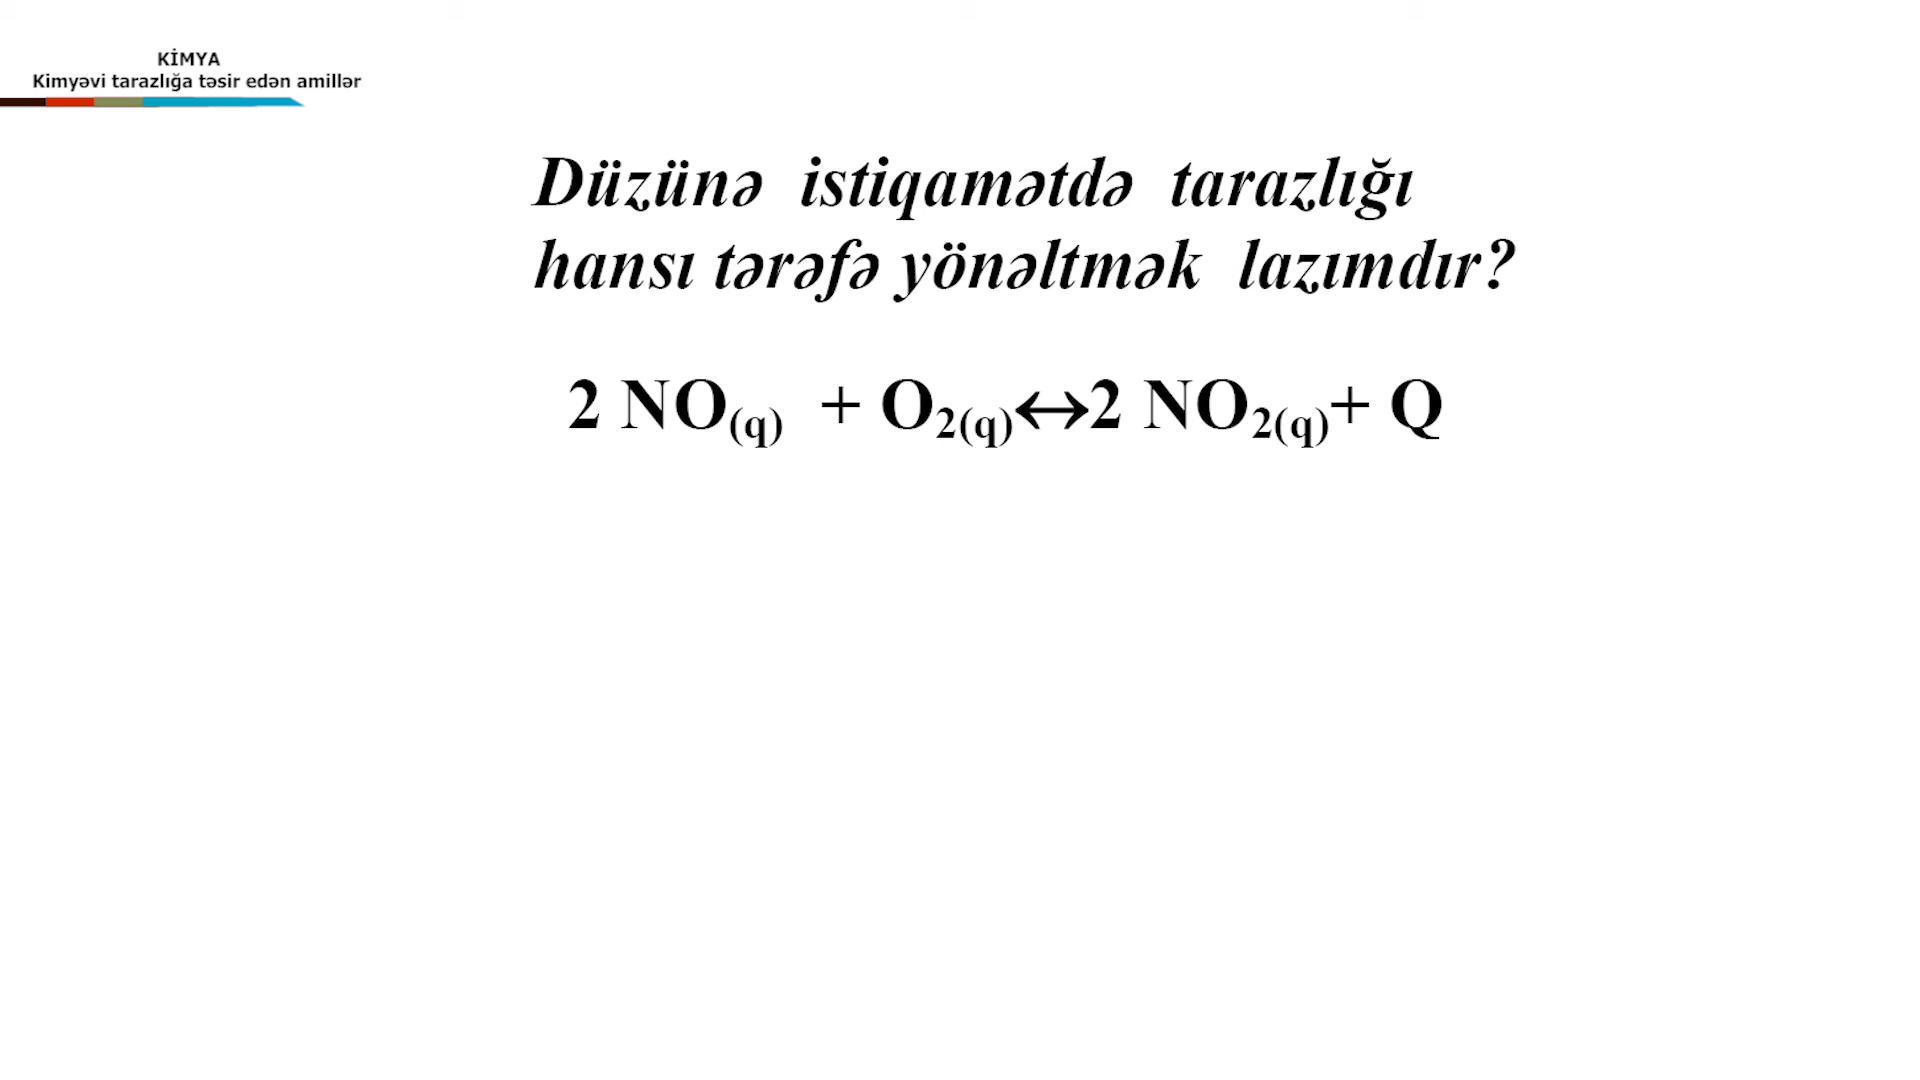 KİMYA
Kimyəvi tarazlığa təsir edən amillər
Düzünə istiqamətdə tarazlığı
hansı tərəfə yönəltmək lazımdır?
2 NO(q) + O2(q)↔2 NO2(q)+ Q